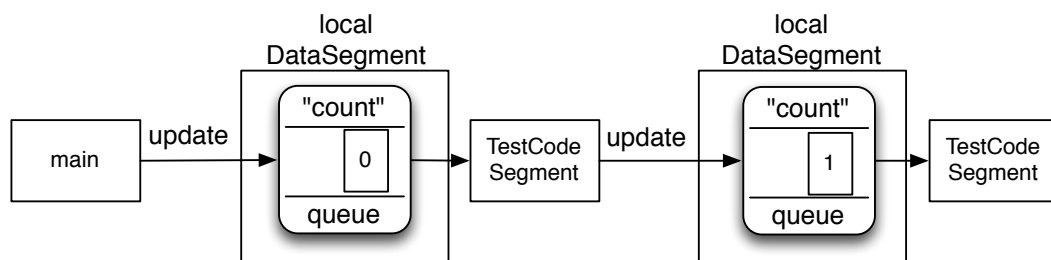 local
DataSegment
"count"
0
queue
main
update
TestCode
Segment
update
local
DataSegment
"count"
1
queue
TestCode
Segment